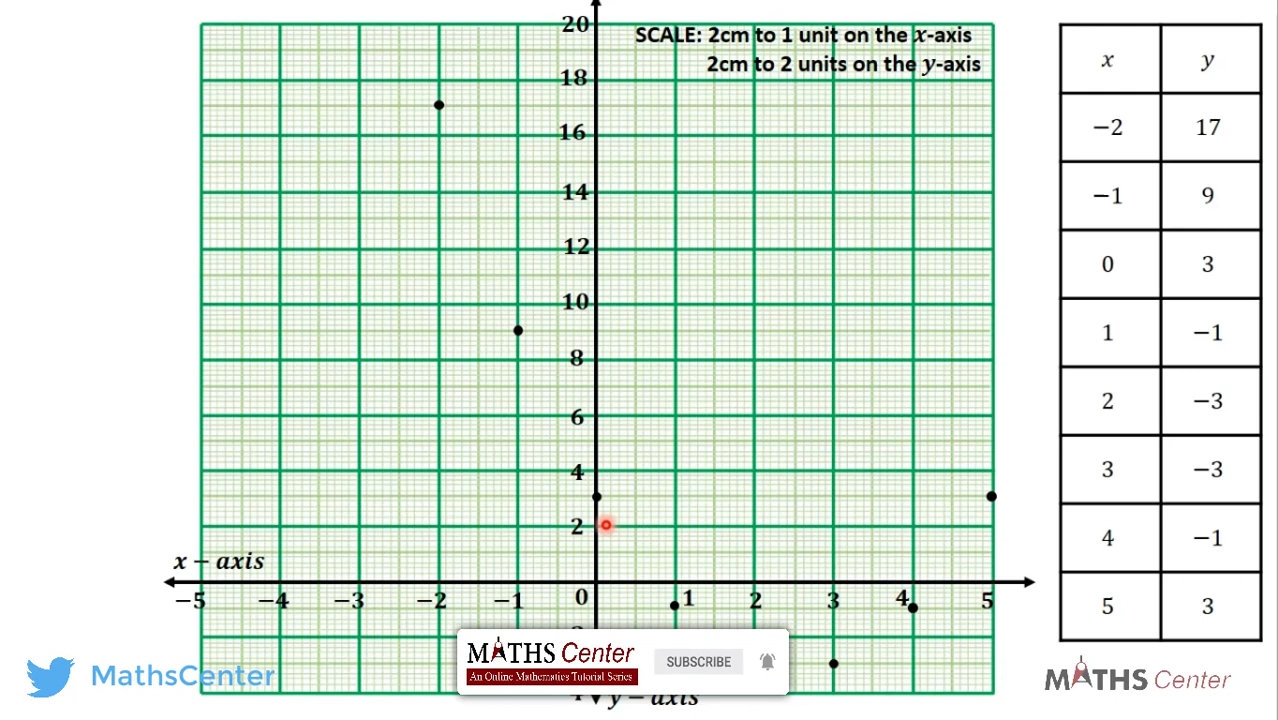 SCALE: 2cm to 1 unit on the x-axis
2cm to 2 units on the y-axis
20
18
16
14
12
10
8
6
4
2
x – axis
−5 −4 −3 −2 −1 0 1 2 3 4 5
y – axis
x y
−2 17
−1 9
0 3
1 −1
2 −3
3 −3
4 −1
5 3
MathsCenter
MATHS Center
An Online Mathematics Tutorial Series
SUBSCRIBE
MATHS Center